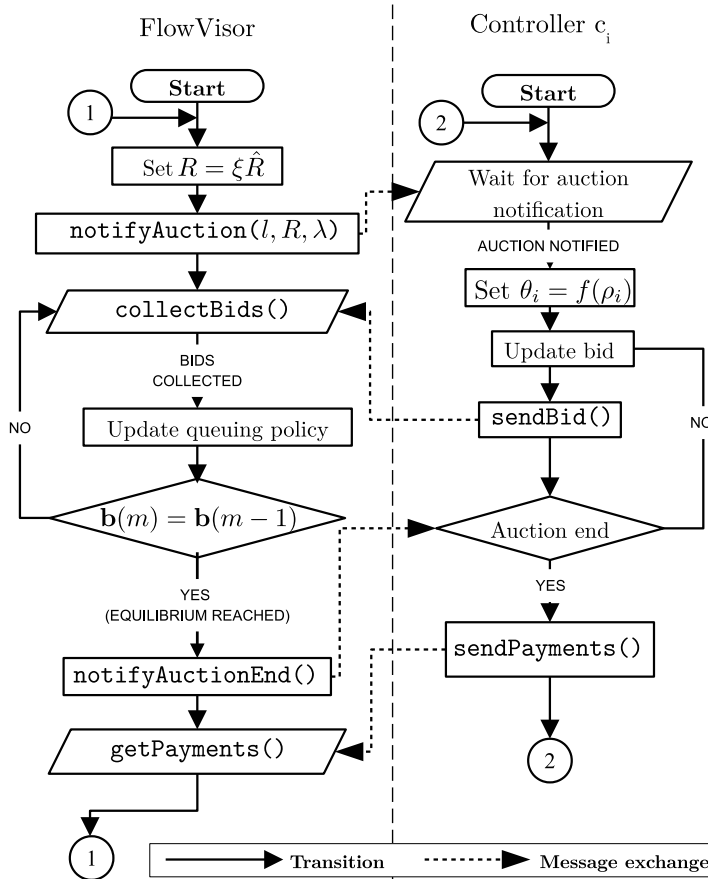 FlowVisor
Start
1
Set R = ξR̂
notifyAuction(l, R, λ)
collectBids()
BIDS
COLLECTED
NO
Update queuing policy
b(m) = b(m − 1)
YES
(EQUILIBRIUM REACHED)
notifyAuctionEnd()
getPayments()
1
Controller c_i
Start
2
Wait for auction
notification
AUCTION NOTIFIED
Set θ_i = f(ρ_i)
Update bid
sendBid()
NO
Auction end
YES
sendPayments()
2
Transition
Message exchange